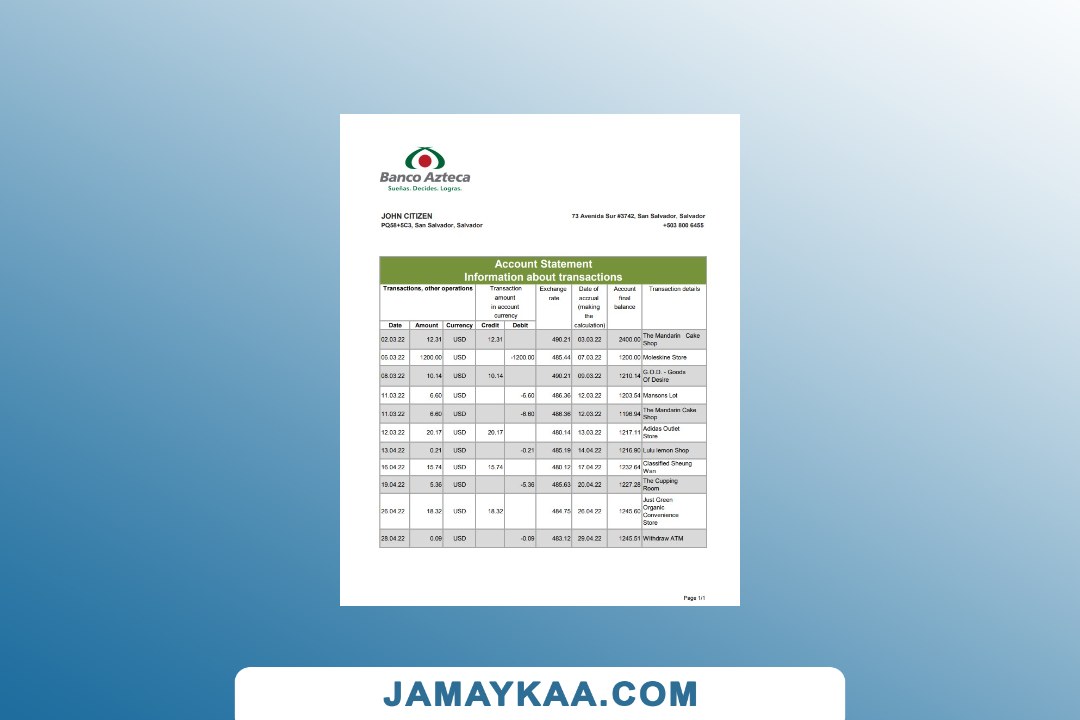 Banco Azteca
Sueñas. Decides. Logras.
JOHN CITIZEN
PQ58+5C3, San Salvador, Salvador
73 Avenida Sur #3742, San Salvador, Salvador
+503 800 6455
Account Statement
Information about transactions
Transactions, other operations
Transaction
amount
in account
currency
Exchange
rate
Date of
accrual
(making
the
calculation)
Account
final
balance
Transaction details
Date Amount Currency Credit Debit
02.03.22 12.31 USD 12.31 490.21 03.03.22 2400.00 The Mandarin Cake
Shop
06.03.22 1200.00 USD -1200.00 485.44 07.03.22 1200.00 Moleskine Store
08.03.22 10.14 USD 10.14 490.21 09.03.22 1210.14 G.O.D. - Goods
Of Desire
11.03.22 6.60 USD -6.60 486.36 12.03.22 1203.54 Mansons Lot
11.03.22 6.60 USD -6.60 486.36 12.03.22 1196.94 The Mandarin Cake
Shop
12.03.22 20.17 USD 20.17 480.14 13.03.22 1217.11 Adidas Outlet
Store
13.04.22 0.21 USD -0.21 485.19 14.04.22 1216.90 Lulu lemon Shop
16.04.22 15.74 USD 15.74 480.12 17.04.22 1232.64 Classified Sheung
Wan
19.04.22 5.36 USD -5.36 485.63 20.04.22 1227.28 The Cupping
Room
26.04.22 18.32 USD 18.32 484.75 26.04.22 1245.60 Just Green
Organic
Convenience
Store
28.04.22 0.09 USD -0.09 483.12 29.04.22 1245.51 Withdraw ATM
Page 1/1
JAMAYKAA.COM